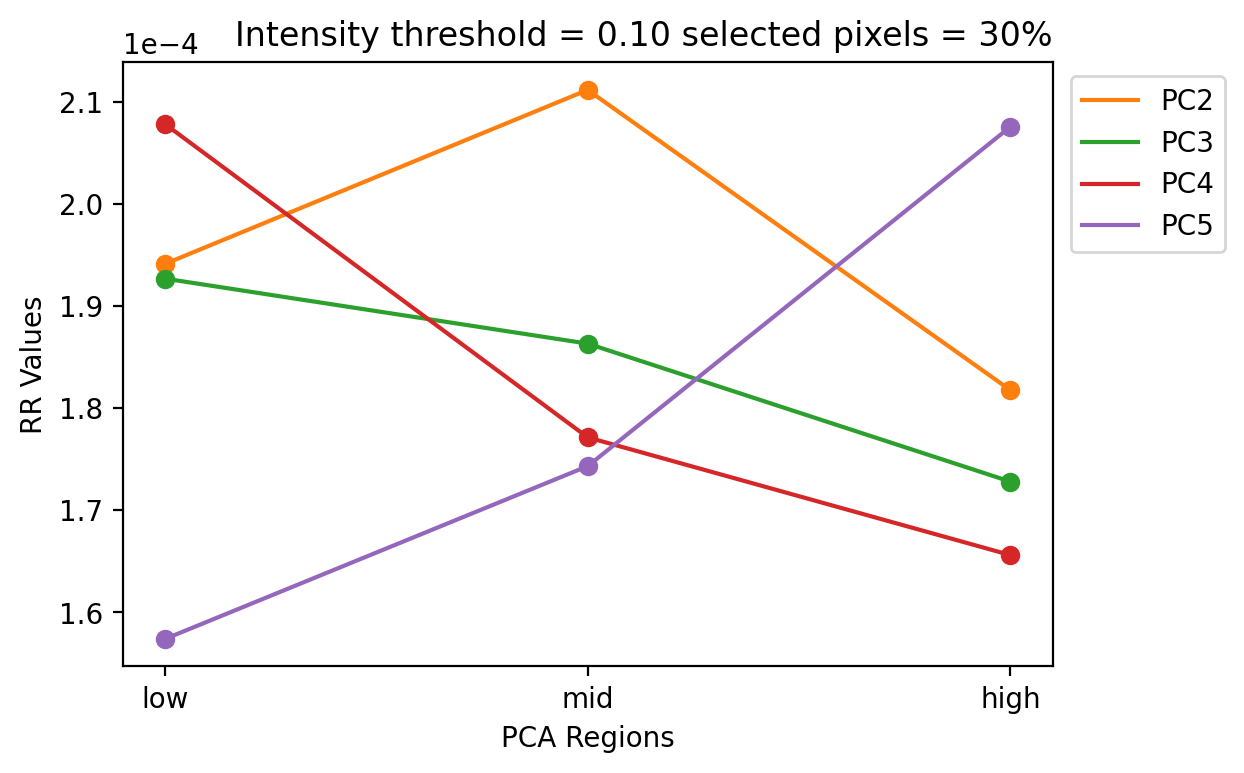 Intensity threshold = 0.10 selected pixels = 30%
1e−4
2.1
2.0
1.9
1.8
1.7
1.6
RR Values
low
mid
high
PCA Regions
PC2
PC3
PC4
PC5